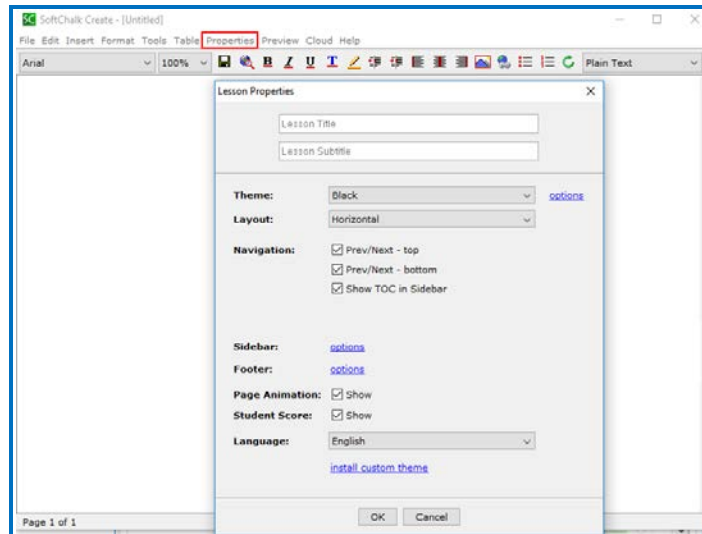 SC SoftChalk Create - [Untitled]
File Edit Insert Format Tools Table Properties Preview Cloud Help
Arial 100% B I U T Plain Text
Lesson Properties
Lesson Title
Lesson Subtitle
Theme: Black options
Layout: Horizontal
Navigation: Prev/Next - top
Prev/Next - bottom
Show TOC in Sidebar
Sidebar: options
Footer: options
Page Animation: Show
Student Score: Show
Language: English
install custom theme
OK Cancel
Page 1 of 1